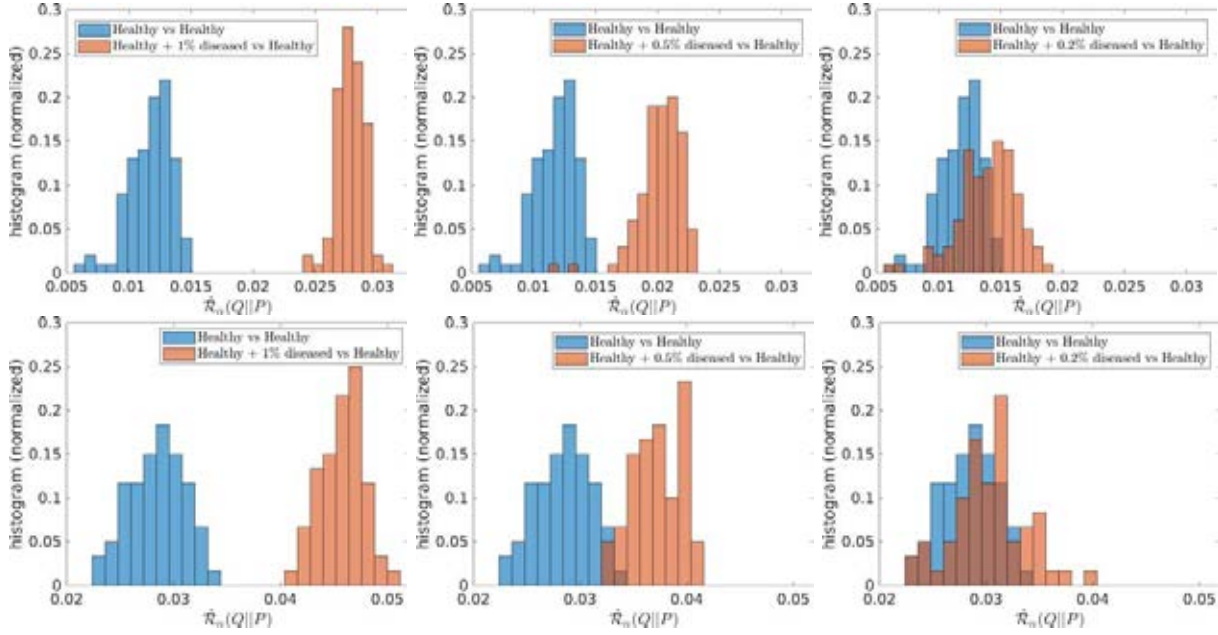 0.3
0.25
0.2
0.15
0.1
0.05
0
histogram (normalized)
Healthy vs Healthy
Healthy + 1% diseased vs Healthy
0.005 0.01 0.015 0.02 0.025 0.03
R̂α(Q||P)
0.3
0.25
0.2
0.15
0.1
0.05
0
histogram (normalized)
Healthy vs Healthy
Healthy + 0.5% diseased vs Healthy
0.005 0.01 0.015 0.02 0.025 0.03
R̂α(Q||P)
0.3
0.25
0.2
0.15
0.1
0.05
0
histogram (normalized)
Healthy vs Healthy
Healthy + 0.2% diseased vs Healthy
0.005 0.01 0.015 0.02 0.025 0.03
R̂α(Q||P)
0.3
0.25
0.2
0.15
0.1
0.05
0
histogram (normalized)
Healthy vs Healthy
Healthy + 1% diseased vs Healthy
0.02 0.03 0.04 0.05
R̂α(Q||P)
0.3
0.25
0.2
0.15
0.1
0.05
0
histogram (normalized)
Healthy vs Healthy
Healthy + 0.5% diseased vs Healthy
0.02 0.03 0.04 0.05
R̂α(Q||P)
0.3
0.25
0.2
0.15
0.1
0.05
0
histogram (normalized)
Healthy vs Healthy
Healthy + 0.2% diseased vs Healthy
0.02 0.03 0.04 0.05
R̂α(Q||P)